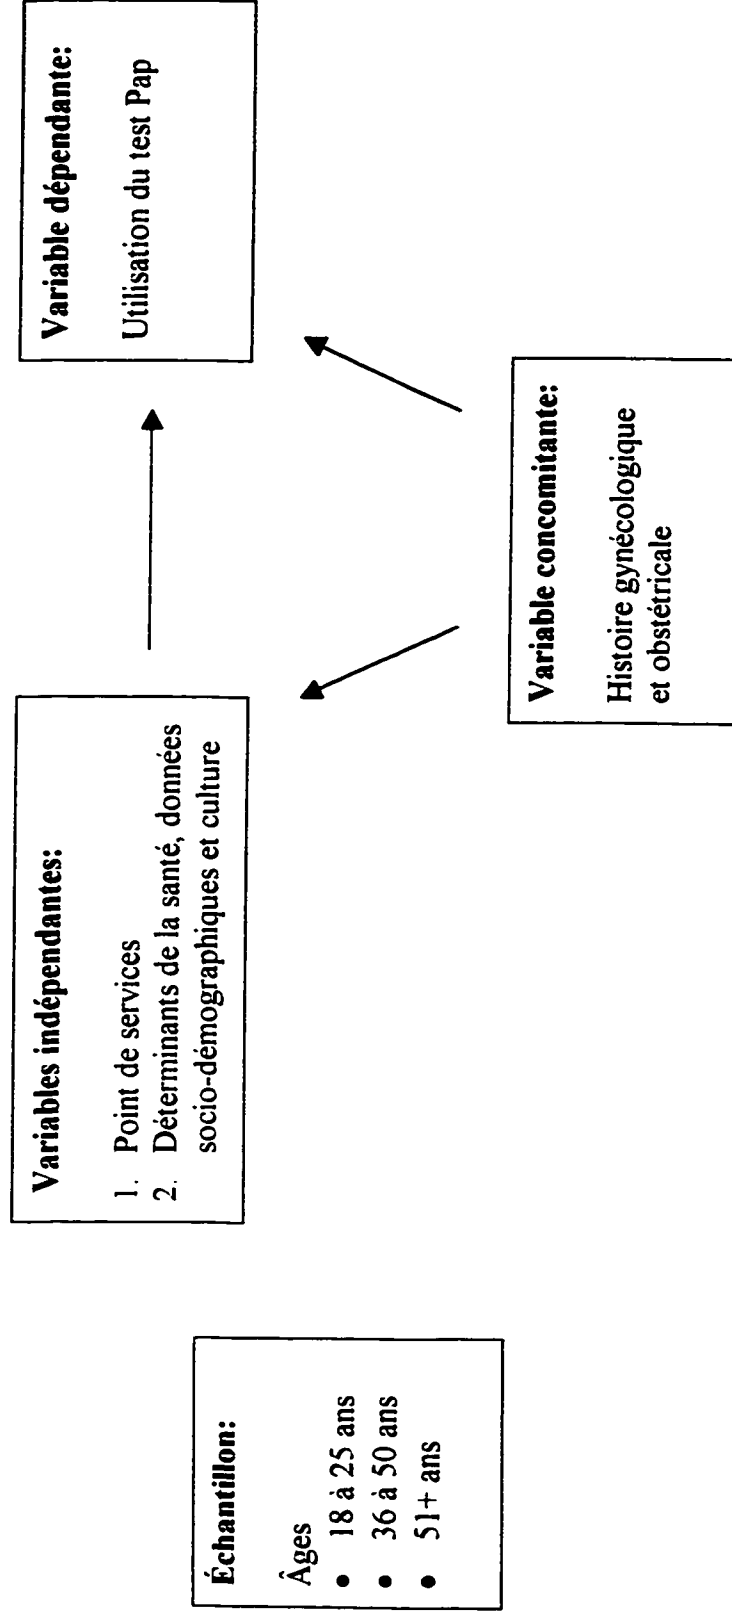 Échantillon:
Âges
• 18 à 25 ans
• 36 à 50 ans
• 51+ ans
Variables indépendantes:
1. Point de services
2. Déterminants de la santé, données
socio-démographiques et culture
Variable dépendante:
Utilisation du test Pap
Variable concomitante:
Histoire gynécologique
et obstétricale